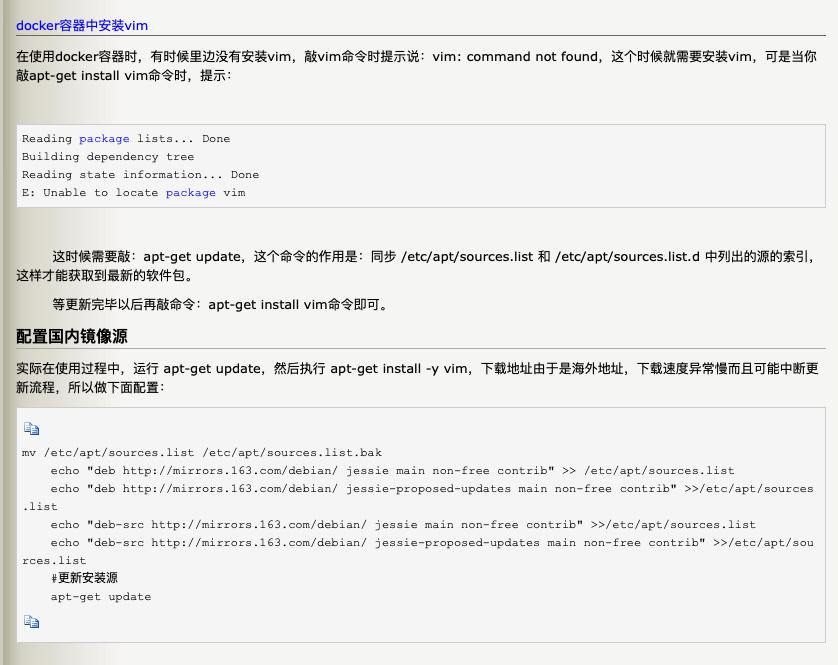 docker容器中安装vim
在使用docker容器时，有时候里边没有安装vim，敲vim命令时提示说：vim: command not found，这个时候就需要安装vim，可是当你
敲apt-get install vim命令时，提示：
Reading package lists... Done
Building dependency tree
Reading state information... Done
E: Unable to locate package vim
这时候需要敲：apt-get update，这个命令的作用是：同步 /etc/apt/sources.list 和 /etc/apt/sources.list.d 中列出的源的索引，
这样才能获取到最新的软件包。
等更新完毕以后再敲命令：apt-get install vim命令即可。
配置国内镜像源
实际在使用过程中，运行 apt-get update，然后执行 apt-get install -y vim，下载地址由于是海外地址，下载速度异常慢而且可能中断更
新流程，所以做下面配置：
mv /etc/apt/sources.list /etc/apt/sources.list.bak
echo "deb http://mirrors.163.com/debian/ jessie main non-free contrib" >> /etc/apt/sources.list
echo "deb http://mirrors.163.com/debian/ jessie-proposed-updates main non-free contrib" >>/etc/apt/sources
.list
echo "deb-src http://mirrors.163.com/debian/ jessie main non-free contrib" >>/etc/apt/sources.list
echo "deb-src http://mirrors.163.com/debian/ jessie-proposed-updates main non-free contrib" >>/etc/apt/sou
rces.list
#更新安装源
apt-get update